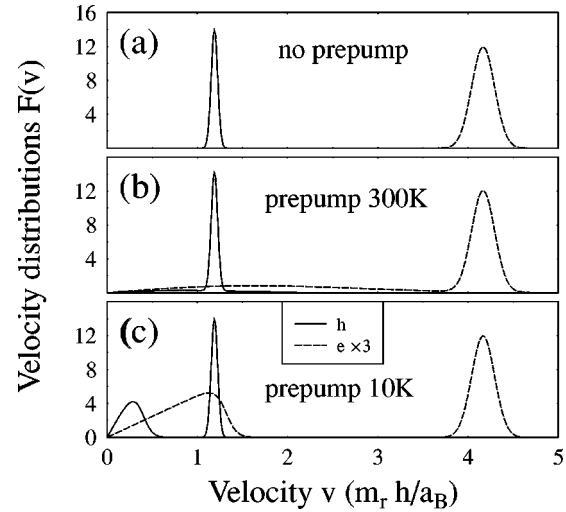 Velocity distributions F(v)
16
12
8
4
(a)
no prepump
12
8
4
(b)
prepump 300K
12
8
4
0
(c)
h
e ×3
prepump 10K
0 1 2 3 4 5
Velocity v (m_r h/a_B)